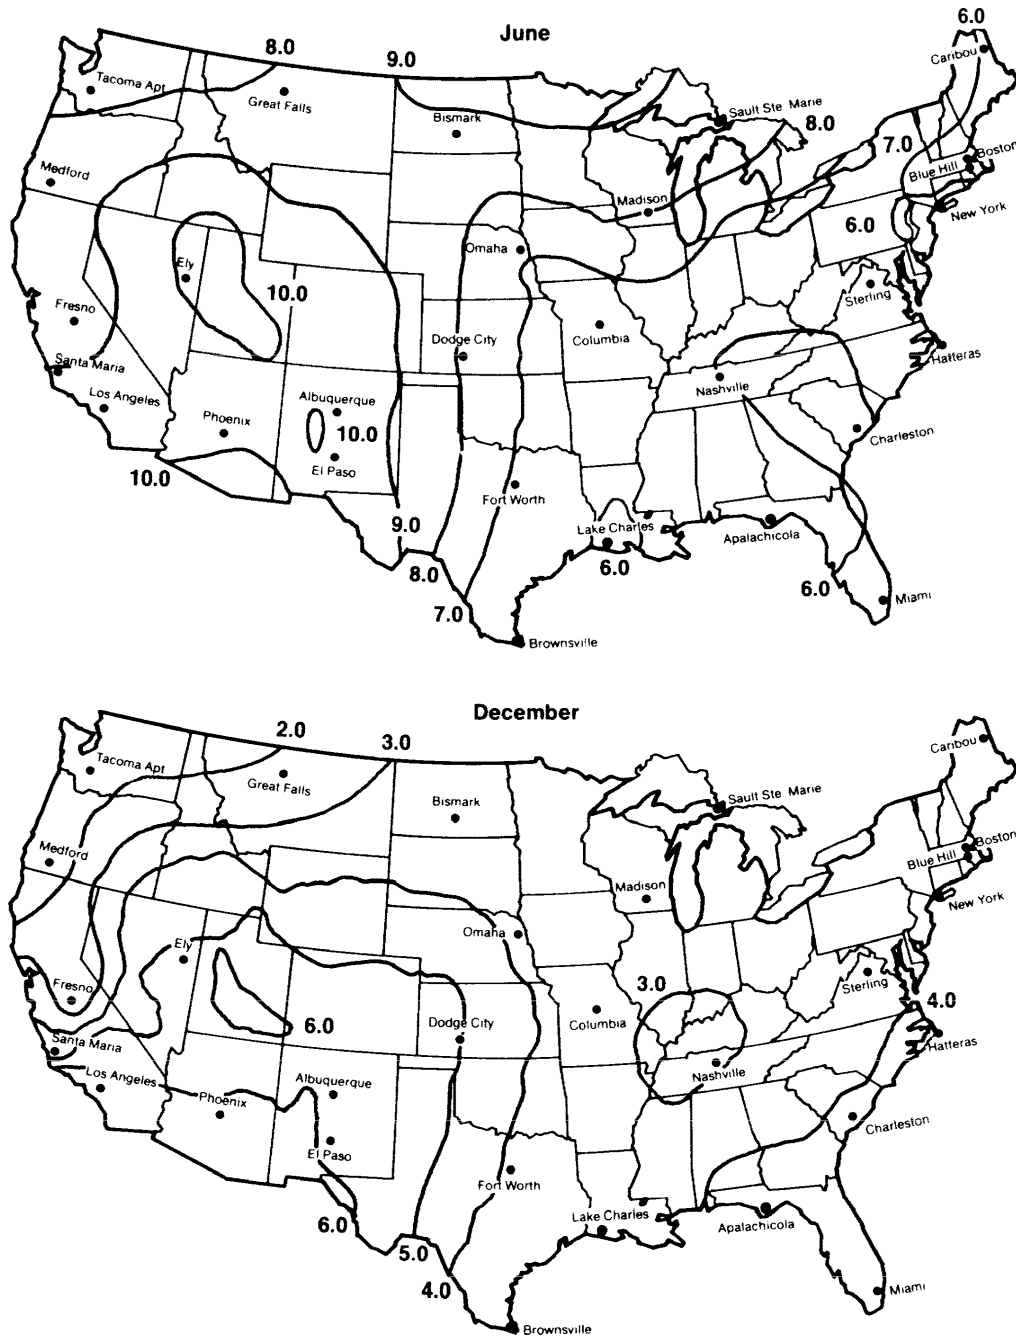 6.0
June
8.0
9.0
Caribou
Tacoma Apt
Great Falls
Sault Ste Marie
Bismark
8.0
7.0
Boston
Blue Hill
Medford
Madison
New York
6.0
Omaha
Ely
10.0
Sterling
Fresno
Dodge City
Columbia
Hatteras
Santa Maria
Nashville
Los Angeles
Albuquerque
Phoenix
10.0
Charleston
El Paso
10.0
Fort Worth
9.0
Lake Charles
Apalachicola
8.0
6.0
6.0
7.0
Miami
Brownsville
December
2.0
3.0
Caribou
Tacoma Apt
Great Falls
Sault Ste Marie
Bismark
Boston
Medford
Blue Hill
Madison
New York
Omaha
Ely
Fresno
3.0
Sterling
4.0
Columbia
6.0
Dodge City
Santa Maria
Hatteras
Nashville
Los Angeles
Albuquerque
Phoenix
Charleston
El Paso
Fort Worth
Lake Charles
6.0
Apalachicola
5.0
4.0
Miami
Brownsville